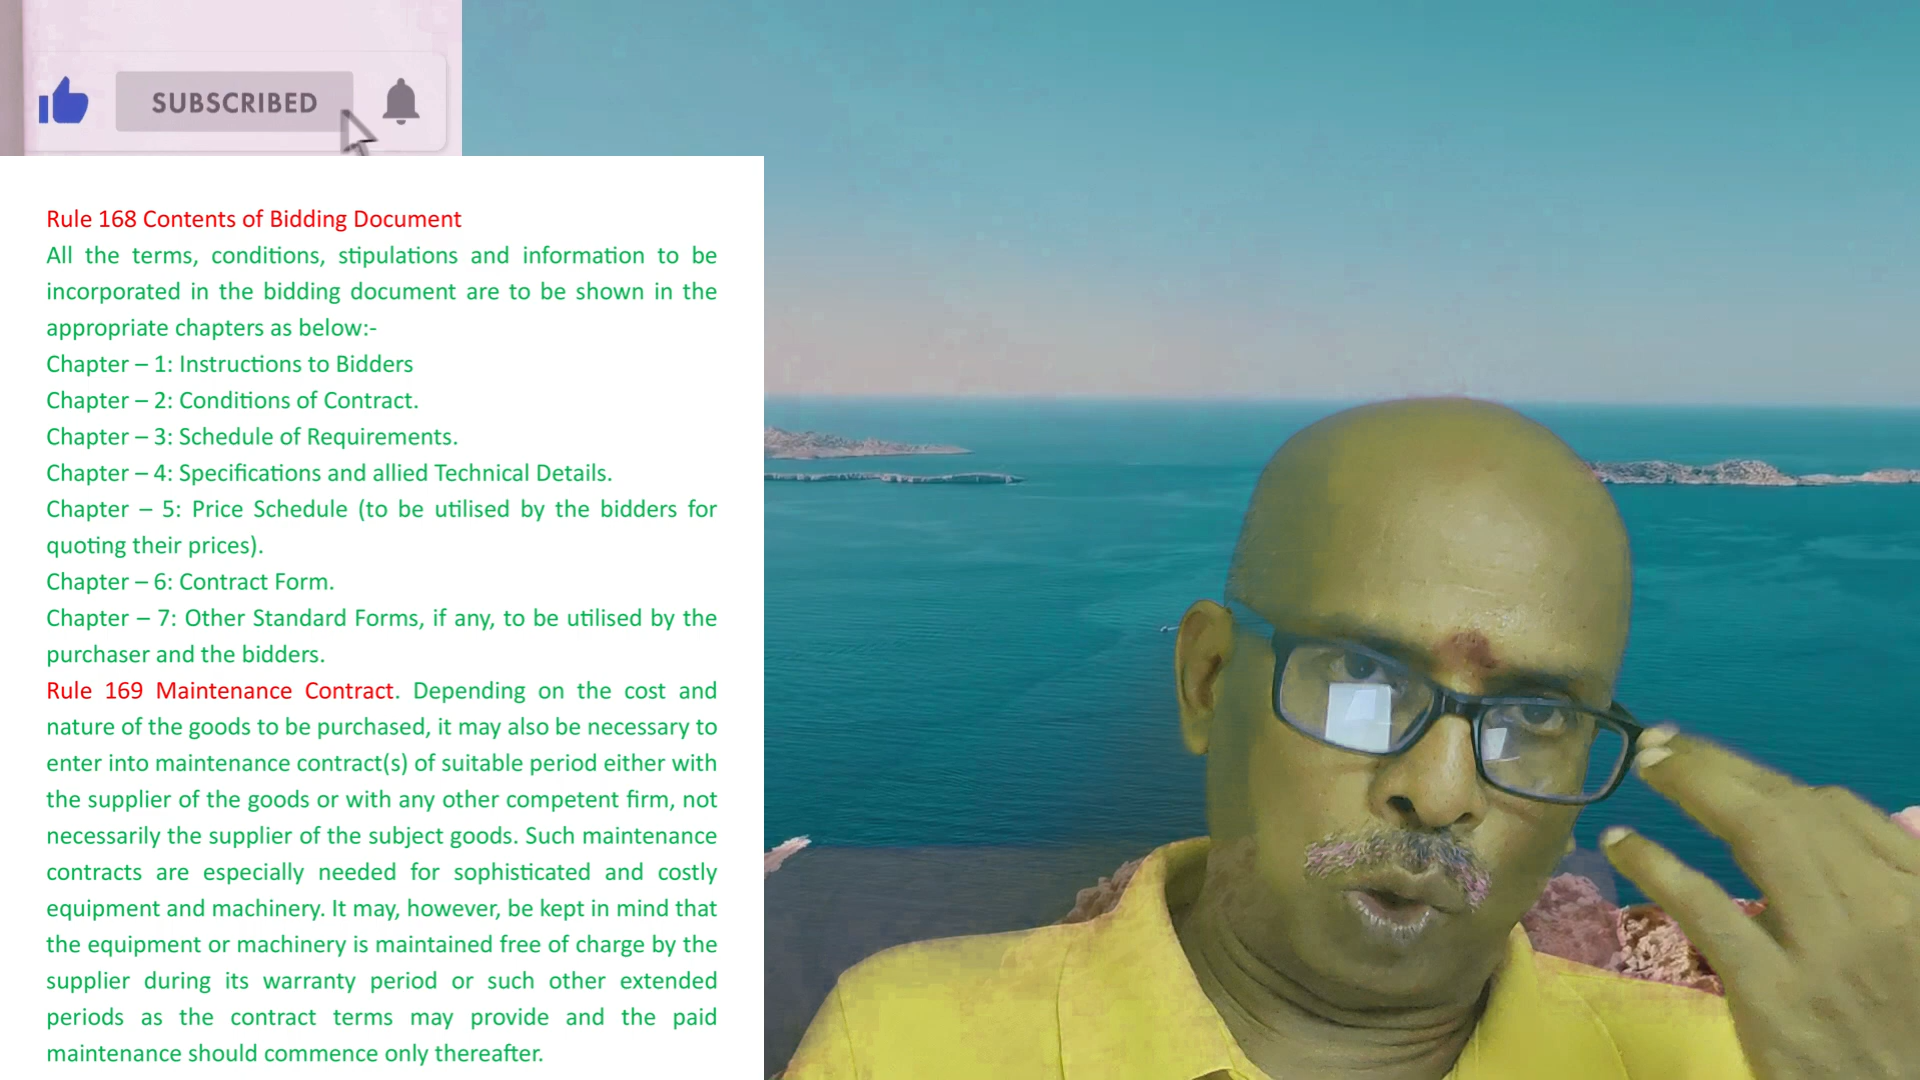 SUBSCRIBED
Rule 168 Contents of Bidding Document
All the terms, conditions, stipulations and information to be
incorporated in the bidding document are to be shown in the
appropriate chapters as below:-
Chapter – 1: Instructions to Bidders
Chapter – 2: Conditions of Contract.
Chapter – 3: Schedule of Requirements.
Chapter – 4: Specifications and allied Technical Details.
Chapter – 5: Price Schedule (to be utilised by the bidders for
quoting their prices).
Chapter – 6: Contract Form.
Chapter – 7: Other Standard Forms, if any, to be utilised by the
purchaser and the bidders.
Rule 169 Maintenance Contract. Depending on the cost and
nature of the goods to be purchased, it may also be necessary to
enter into maintenance contract(s) of suitable period either with
the supplier of the goods or with any other competent firm, not
necessarily the supplier of the subject goods. Such maintenance
contracts are especially needed for sophisticated and costly
equipment and machinery. It may, however, be kept in mind that
the equipment or machinery is maintained free of charge by the
supplier during its warranty period or such other extended
periods as the contract terms may provide and the paid
maintenance should commence only thereafter.